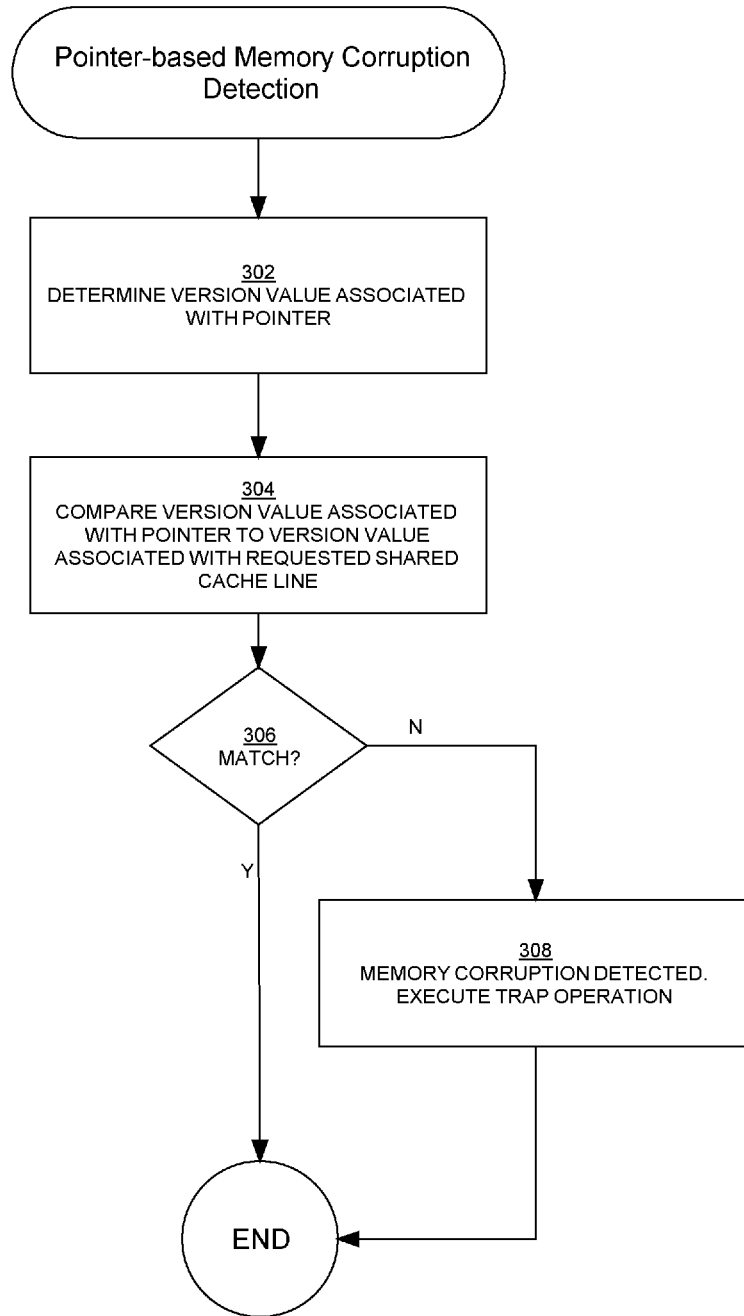 Pointer-based Memory Corruption
Detection
302
DETERMINE VERSION VALUE ASSOCIATED
WITH POINTER
304
COMPARE VERSION VALUE ASSOCIATED
WITH POINTER TO VERSION VALUE
ASSOCIATED WITH REQUESTED SHARED
CACHE LINE
306
MATCH?
N
Y
308
MEMORY CORRUPTION DETECTED.
EXECUTE TRAP OPERATION
END